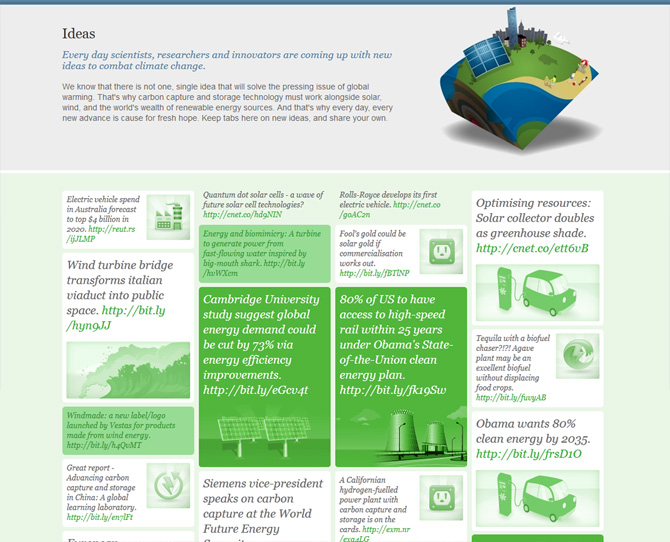 Ideas
Every day scientists, researchers and innovators are coming up with new
ideas to combat climate change.
We know that there is not one, single idea that will solve the pressing issue of global
warming. That's why carbon capture and storage technology must work alongside solar,
wind, and the world's wealth of renewable energy sources. And that's why every day, every
new advance is cause for fresh hope. Keep tabs here on new ideas, and share your own.
Electric vehicle spend
in Australia forecast
to top $4 billion in
2020. http://reut.rs
/ijJLMP
Wind turbine bridge
transforms italian
viaduct into public
space. http://bit.ly
/hyn9JJ
Windmade: a new label/logo
launched by Vestas for products
made from wind energy.
http://bit.ly/h4QuMT
Great report -
Advancing carbon
capture and storage
in China: A global
learning laboratory.
http://bit.ly/en7lFt
Quantum dot solar cells - a wave of
future solar cell technologies?
http://cnet.co/hd9NIN
Energy and biomimicry: A turbine
to generate power from
fast-flowing water inspired by
big-mouth shark. http://bit.ly
/hvWXcm
Cambridge University
study suggest global
energy demand could
be cut by 73% via
energy efficiency
improvements.
http://bit.ly/eGcv4t
Siemens vice-president
speaks on carbon
capture at the World
Future Energy
Rolls-Royce develops its first
electric vehicle. http://cnet.co
/g0AC2n
Fool's gold could be
solar gold if
commercialisation
works out.
http://bit.ly/fBTlNP
80% of US to have
access to high-speed
rail within 25 years
under Obama's State-
of-the-Union clean
energy plan.
http://bit.ly/fk19Sw
A Californian
hydrogen-fuelled
power plant with
carbon capture and
storage is on the
cards. http://exm.nr
Optimising resources:
Solar collector doubles
as greenhouse shade.
http://cnet.co/ett6vB
Tequila with a biofuel
chaser?!?! Agave
plant may be an
excellent biofuel
without displacing
food crops.
http://bit.ly/fuvyAB
Obama wants 80%
clean energy by 2035.
http://bit.ly/frsD1O